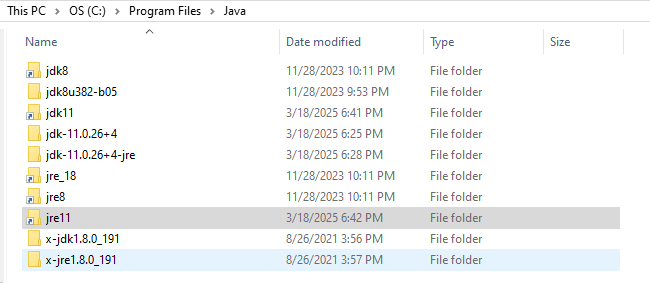 This PC > OS (C:) > Program Files > Java
Name Date modified Type Size
jdk8 11/28/2023 10:11 PM File folder
jdk8u382-b05 11/28/2023 9:53 PM File folder
jdk11 3/18/2025 6:41 PM File folder
jdk-11.0.26+4 3/18/2025 6:25 PM File folder
jdk-11.0.26+4-jre 3/18/2025 6:28 PM File folder
jre_18 11/28/2023 10:11 PM File folder
jre8 11/28/2023 10:11 PM File folder
jre11 3/18/2025 6:42 PM File folder
x-jdk1.8.0_191 8/26/2021 3:56 PM File folder
x-jre1.8.0_191 8/26/2021 3:57 PM File folder